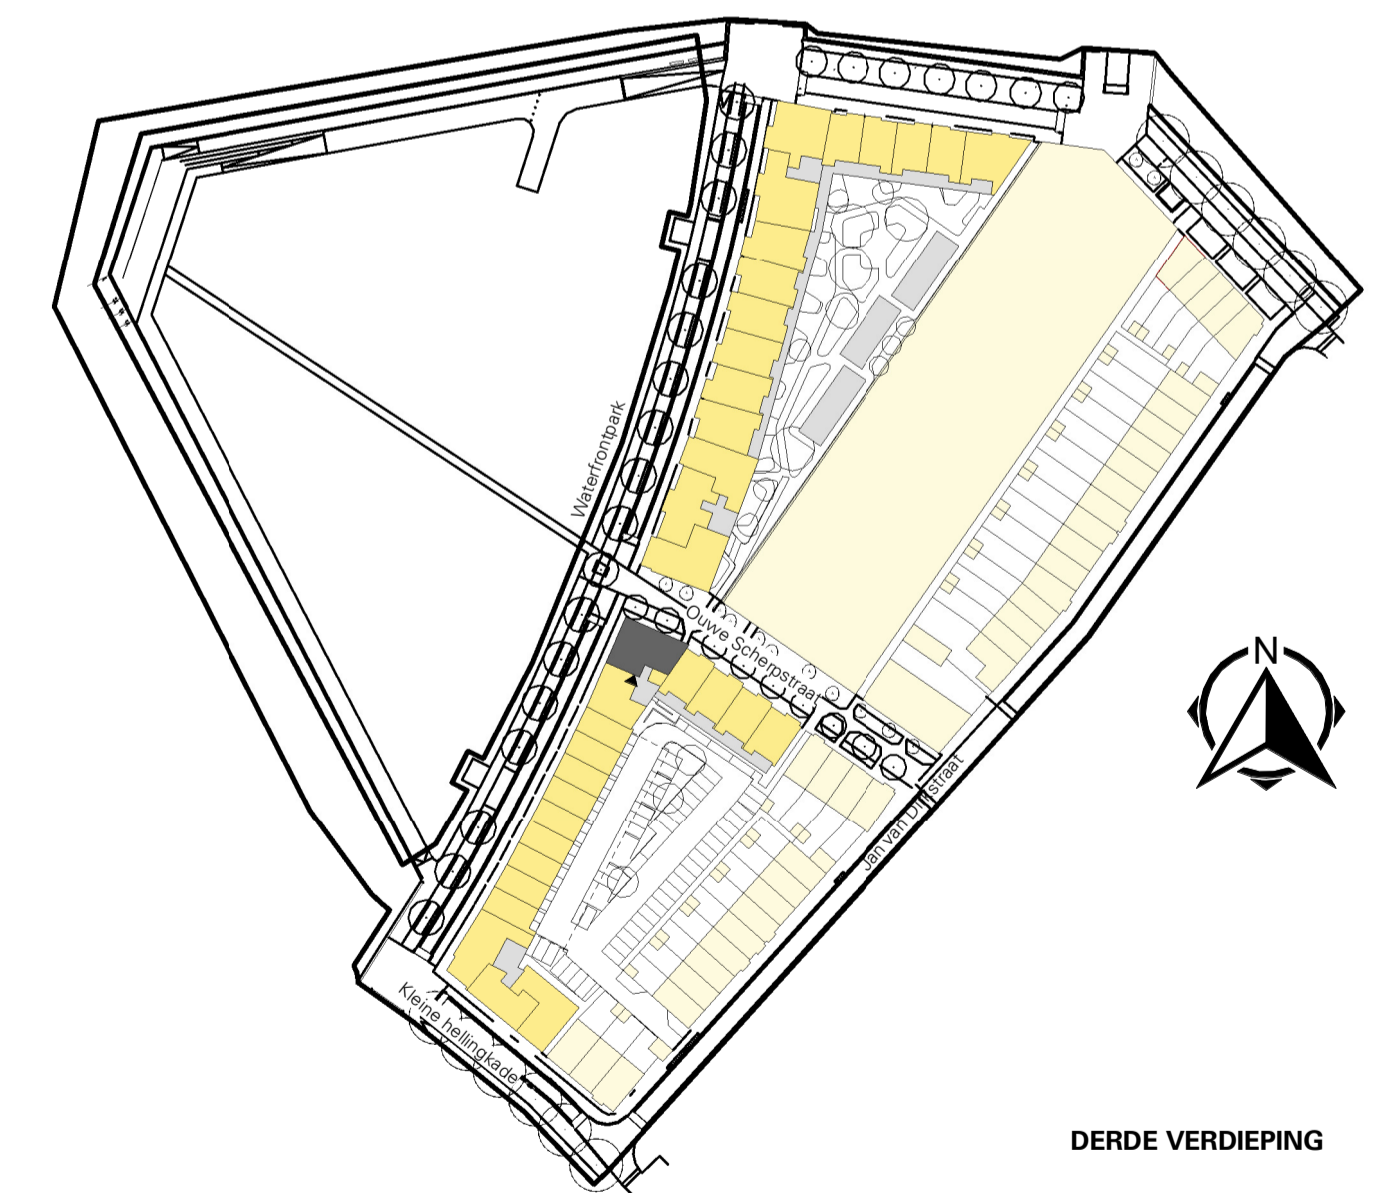 N
Waterfrontpark
Ouwe Scherpstraat
Jan van Dijkstraat
Kleine hellingkade
DERDE VERDIEPING